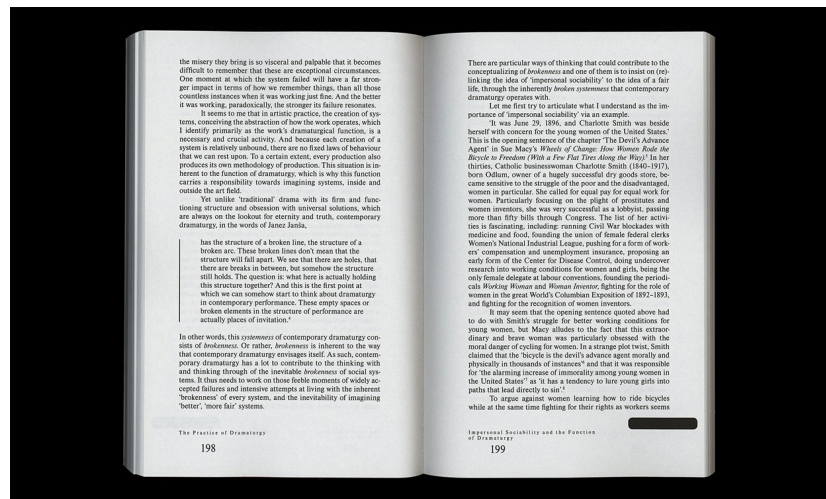 the misery they bring is so visceral and palpable that it becomes
difficult to remember that these are exceptional circumstances.
One moment at which the system failed will have a far stron-
ger impact in terms of how we remember things, than all those
countless instances when it was working just fine. And the better
it was working, paradoxically, the stronger its failure resonates.
It seems to me that in artistic practice, the creation of sys-
tems, conceiving the abstraction of how the work operates, which
I identify primarily as the work's dramaturgical function, is a
necessary and crucial activity. And because each creation of a
system is relatively unbound, there are no fixed laws of behaviour
that we can rest upon. To a certain extent, every production also
produces its own methodology of production. This situation is in-
herent to the function of dramaturgy, which is why this function
carries a responsibility towards imagining systems, inside and
outside the art field.
Yet unlike 'traditional' drama with its firm and func-
tioning structure and obsession with universal solutions, which
are always on the lookout for eternity and truth, contemporary
dramaturgy, in the words of Janez Janša,
has the structure of a broken line, the structure of a
broken arc. These broken lines don't mean that the
structure will fall apart. We see that there are holes, that
there are breaks in between, but somehow the structure
still holds. The question is: what here is actually holding
this structure together? And this is the first point at
which we can somehow start to think about dramaturgy
in contemporary performance. These empty spaces or
broken elements in the structure of performance are
actually places of invitation.⁴
In other words, this systemness of contemporary dramaturgy con-
sists of brokenness. Or rather, brokenness is inherent to the way
that contemporary dramaturgy envisages itself. As such, contem-
porary dramaturgy has a lot to contribute to the thinking with
and thinking through of the inevitable brokenness of social sys-
tems. It thus needs to work on those feeble moments of widely ac-
cepted failures and intensive attempts at living with the inherent
'brokenness' of every system, and the inevitability of imagining
'better', 'more fair' systems.
The Practice of Dramaturgy
198
There are particular ways of thinking that could contribute to the
conceptualizing of brokenness and one of them is to insist on (re)-
linking the idea of 'impersonal sociability' to the idea of a fair
life, through the inherently broken systemness that contemporary
dramaturgy operates with.
Let me first try to articulate what I understand as the im-
portance of 'impersonal sociability' via an example.
'It was June 29, 1896, and Charlotte Smith was beside
herself with concern for the young women of the United States.'
This is the opening sentence of the chapter 'The Devil's Advance
Agent' in Sue Macy's Wheels of Change: How Women Rode the
Bicycle to Freedom (With a Few Flat Tires Along the Way).⁵ In her
thirties, Catholic businesswoman Charlotte Smith (1840–1917),
born Odlum, owner of a hugely successful dry goods store, be-
came sensitive to the struggle of the poor and the disadvantaged,
women in particular. She called for equal pay for equal work for
women. Particularly focusing on the plight of prostitutes and
women inventors, she was very successful as a lobbyist, passing
more than fifty bills through Congress. The list of her activi-
ties is fascinating, including: running Civil War blockades with
medicine and food, founding the union of female federal clerks
Women's National Industrial League, pushing for a form of work-
ers' compensation and unemployment insurance, proposing an
early form of the Center for Disease Control, doing undercover
research into working conditions for women and girls, being the
only female delegate at labour conventions, founding the periodi-
cals Working Woman and Woman Inventor, fighting for the role of
women in the great World's Columbian Exposition of 1892–1893,
and fighting for the recognition of women inventors.
It may seem that the opening sentence quoted above had
to do with Smith's struggle for better working conditions for
young women, but Macy alludes to the fact that this extraor-
dinary and brave woman was particularly obsessed with the
moral danger of cycling for women. In a strange plot twist, Smith
claimed that the 'bicycle is the devil's advance agent morally and
physically in thousands of instances'⁶ and that it was responsible
for 'the alarming increase of immorality among young women in
the United States'⁷ as 'it has a tendency to lure young girls into
paths that lead directly to sin'.⁸
To argue against women learning how to ride bicycles
while at the same time fighting for their rights as workers seems
Impersonal Sociability and the Function
of Dramaturgy
199